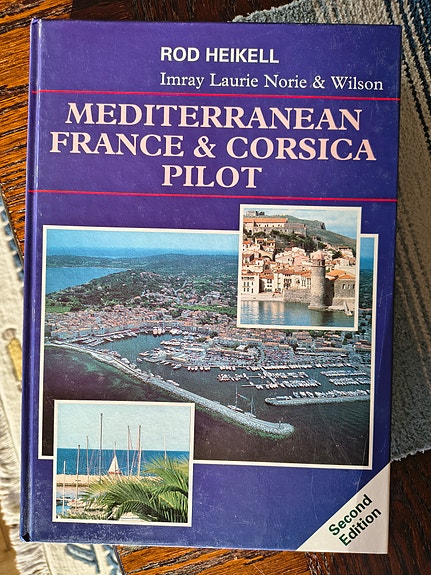 ROD HEIKELL
Imray Laurie Norie & Wilson
MEDITERRANEAN
FRANCE & CORSICA
PILOT
Second
Edition